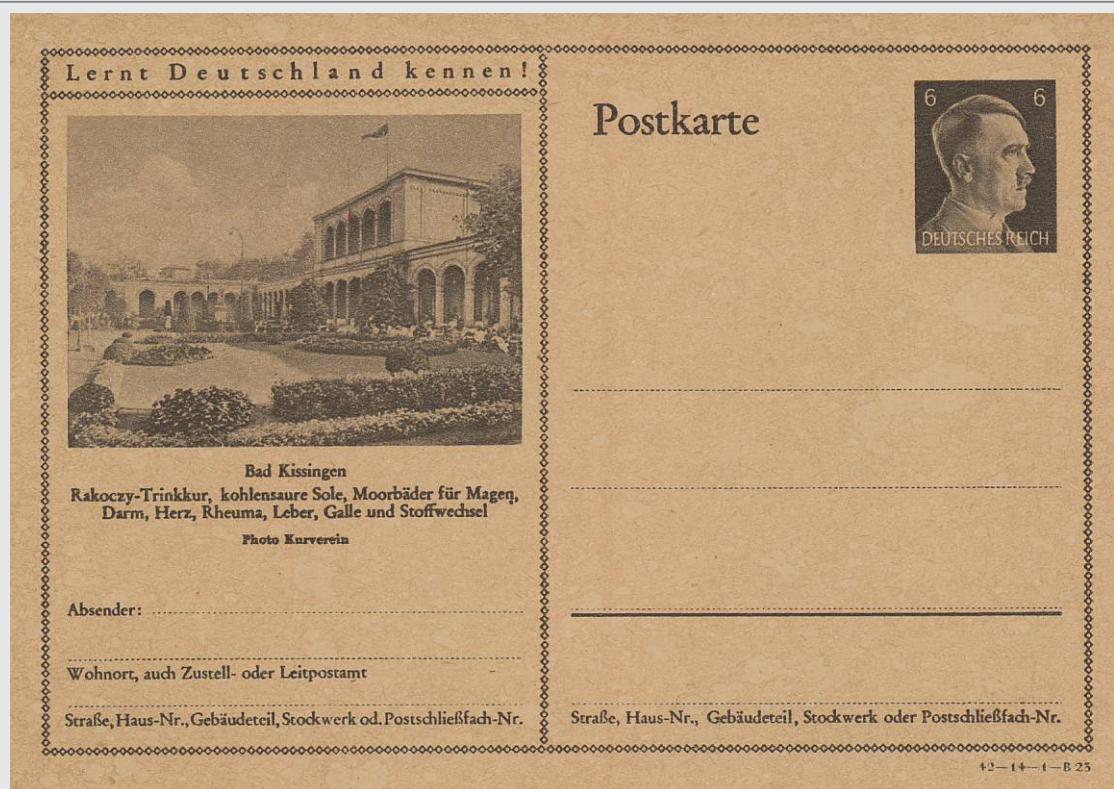 Lernt Deutschland kennen!
Bad Kissingen
Rakoczy-Trinkkur, kohlensaure Sole, Moorbäder für Magen,
Darm, Herz, Rheuma, Leber, Galle und Stoffwechsel
Photo Kurverein
Absender:
Wohnort, auch Zustell- oder Leitpostamt
Straße, Haus-Nr., Gebäudeteil, Stockwerk od. Postschließfach-Nr.
Postkarte
6 6
DEUTSCHES REICH
Straße, Haus-Nr., Gebäudeteil, Stockwerk oder Postschließfach-Nr.
42—14—1—B 23